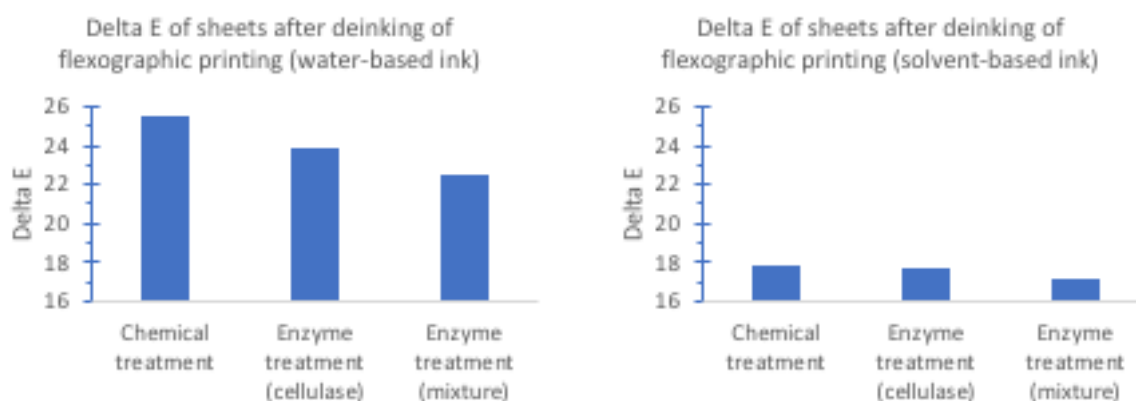 Delta E of sheets after deinking of
flexographic printing (water-based ink)
26
24
22
20
18
16
Delta E
Chemical
treatment
Enzyme
treatment
(cellulase)
Enzyme
treatment
(mixture)
Delta E of sheets after deinking of
flexographic printing (solvent-based ink)
26
24
22
20
18
16
Delta E
Chemical
treatment
Enzyme
treatment
(cellulase)
Enzyme
treatment
(mixture)